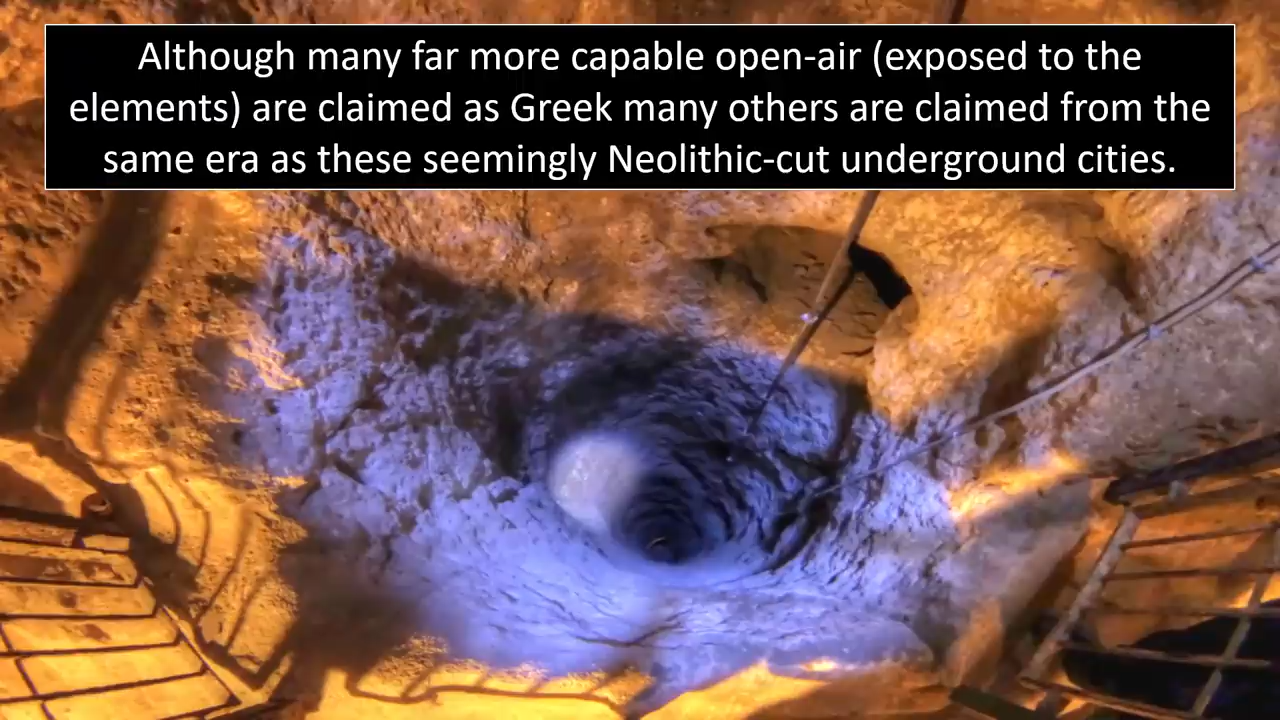 Although many far more capable open-air (exposed to the
elements) are claimed as Greek many others are claimed from the
same era as these seemingly Neolithic-cut underground cities.